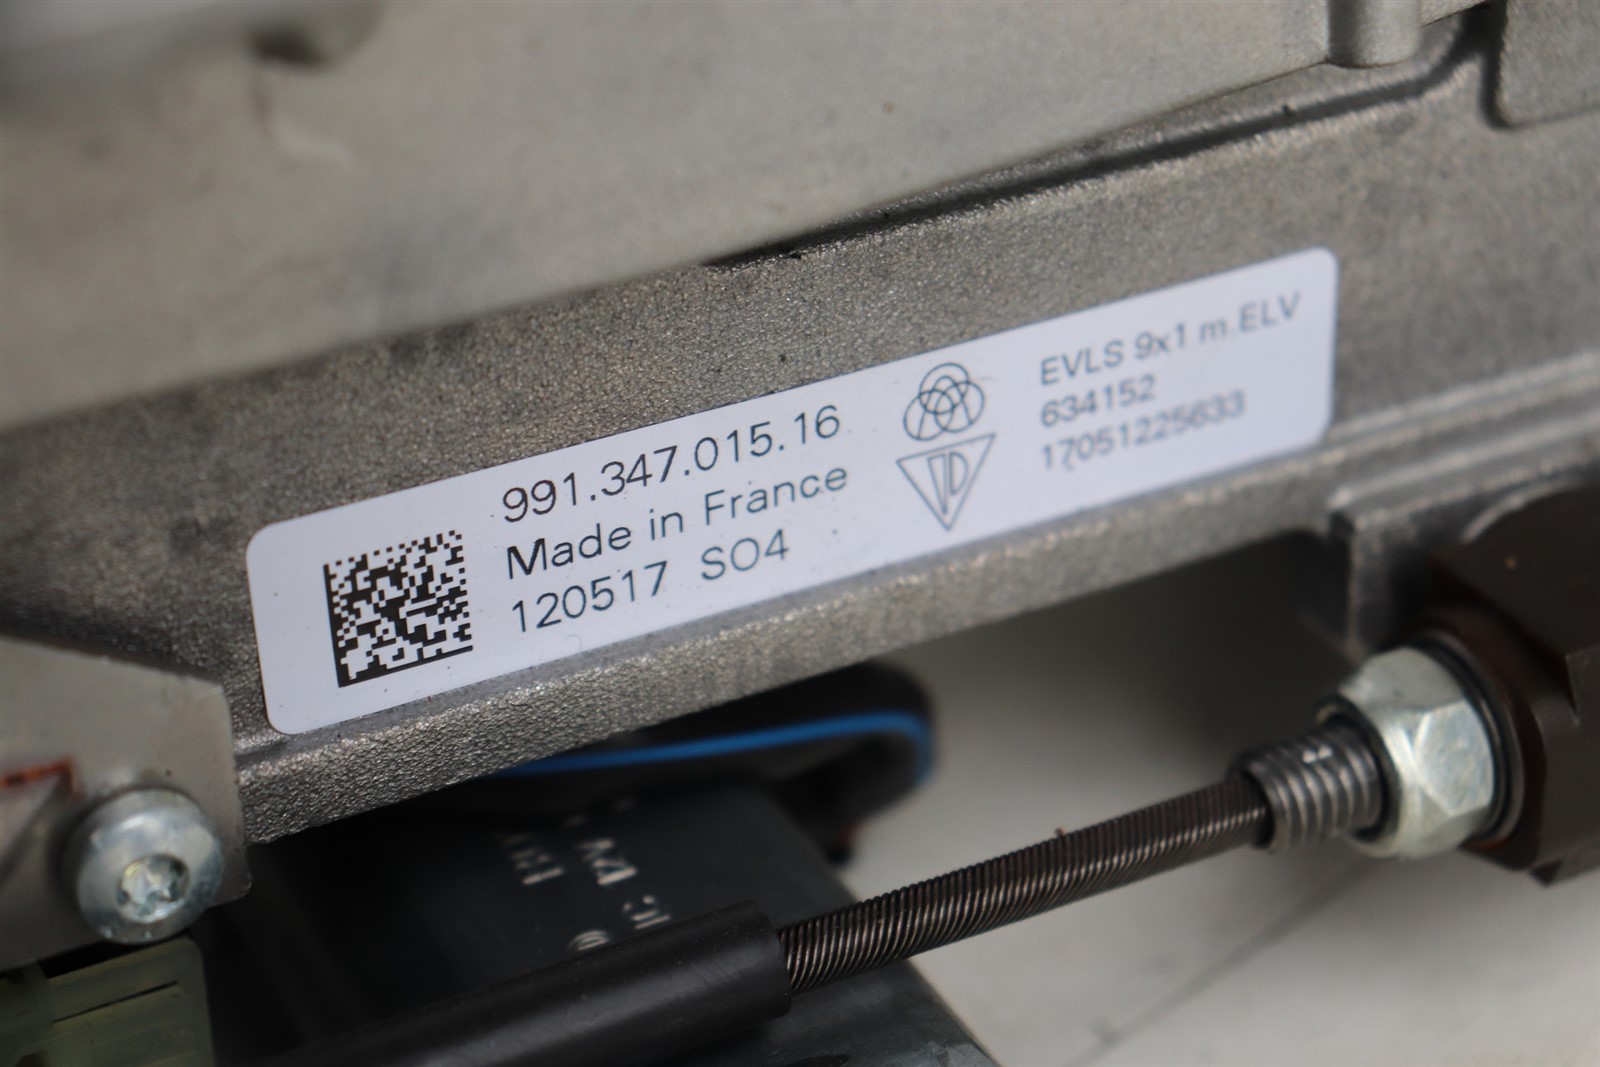 991.347.015.16
Made in France
120517 SO4
EVLS 9x1 m.ELV
634152
17051225633